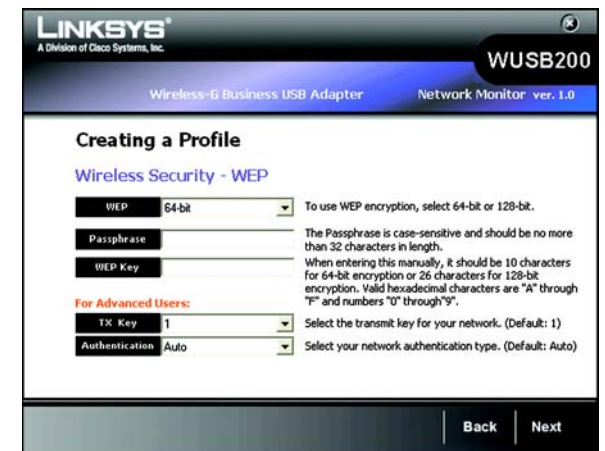 LINKSYS®
A Division of Cisco Systems, Inc.
WUSB200
Wireless-G Business USB Adapter
Network Monitor ver. 1.0
Creating a Profile
Wireless Security - WEP
WEP
64-bit
To use WEP encryption, select 64-bit or 128-bit.
Passphrase
The Passphrase is case-sensitive and should be no more
than 32 characters in length.
WEP Key
When entering this manually, it should be 10 characters
for 64-bit encryption or 26 characters for 128-bit
encryption. Valid hexadecimal characters are "A" through
"F" and numbers "0" through"9".
For Advanced Users:
TX Key
1
Select the transmit key for your network. (Default: 1)
Authentication
Auto
Select your network authentication type. (Default: Auto)
Back
Next